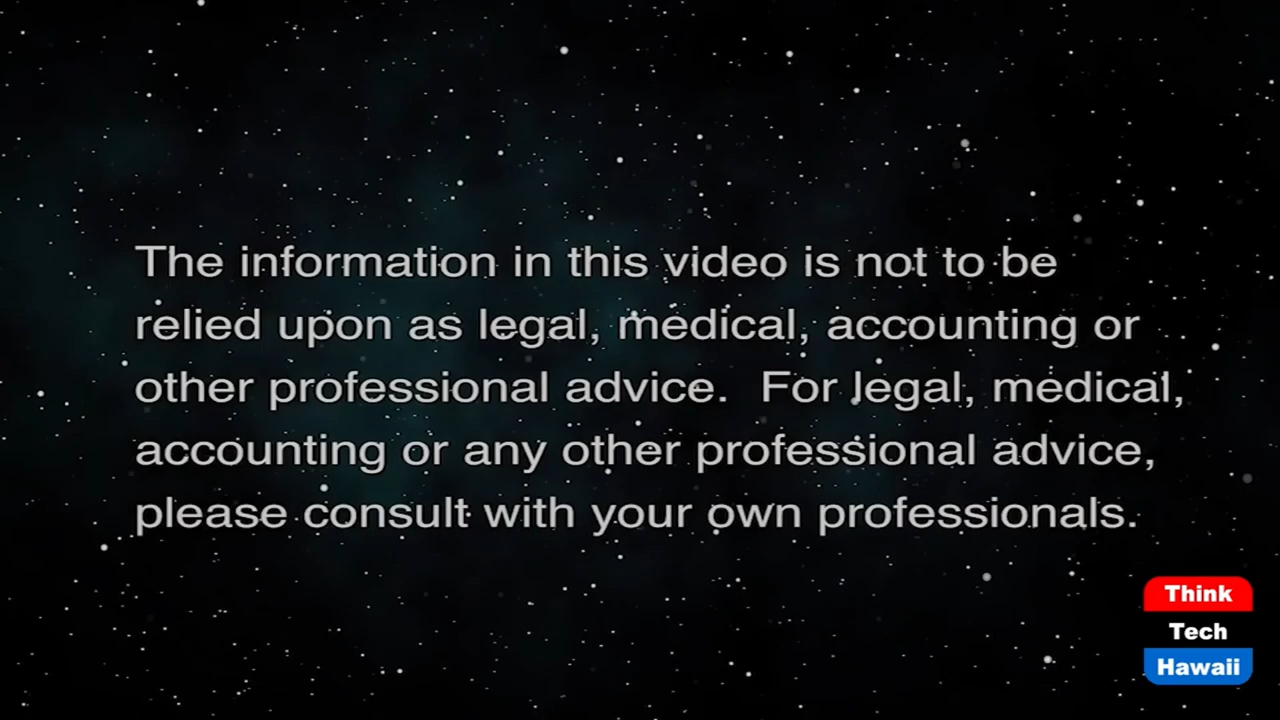 The information in this video is not to be
relied upon as legal, medical, accounting or
other professional advice.  For legal, medical,
accounting or any other professional advice,
please consult with your own professionals.
Think
Tech
Hawaii